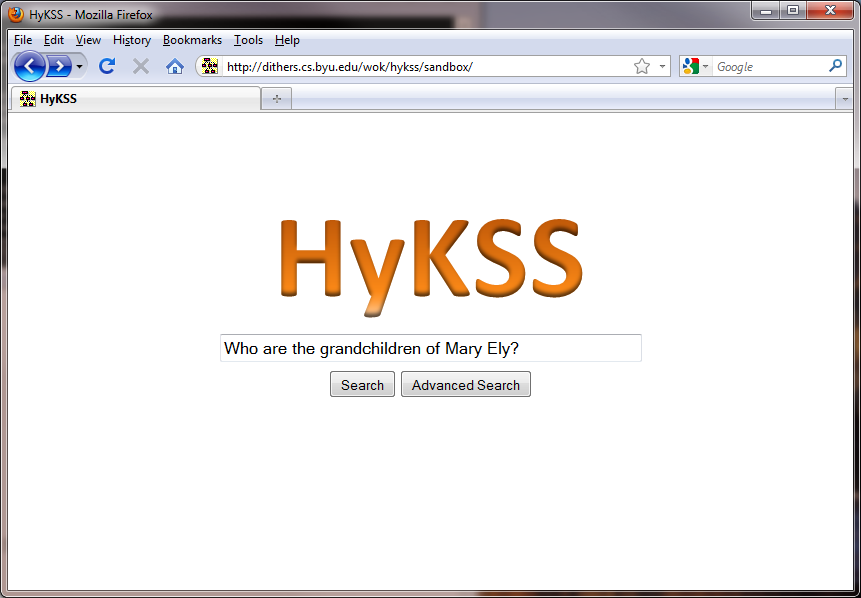 HyKSS - Mozilla Firefox
File Edit View History Bookmarks Tools Help
http://dithers.cs.byu.edu/wok/hykss/sandbox/ Google
HyKSS
HyKSS
Who are the grandchildren of Mary Ely?
Search Advanced Search